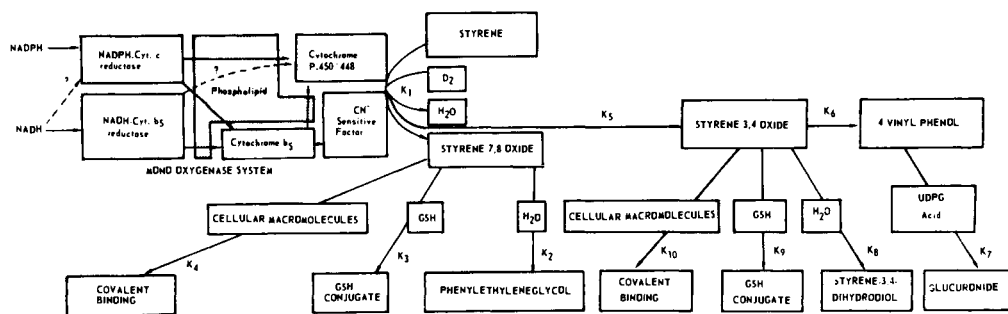 NADPH
NADPH-Cyt. c
reductase
?
Phospholipid
?
Cytochrome
P.450 448
STYRENE
K1
D2
H2O
NADH
NADH-Cyt. b5
reductase
Cytochrome b5
CN-
Sensitive
Factor
MONO OXYGENASE SYSTEM
K5
STYRENE 3,4 OXIDE
K6
4 VINYL PHENOL
STYRENE 7,8 OXIDE
CELLULAR MACROMOLECULES
GSH
H2O
CELLULAR MACROMOLECULES
GSH
H2O
UDPG
Acid
K4
K3
K2
K10
K9
K8
K7
COVALENT
BINDING
GSH
CONJUGATE
PHENYLETHYLENEGLYCOL
COVALENT
BINDING
GSH
CONJUGATE
STYRENE-3,4-
DIHYDRODIOL
GLUCURONIDE